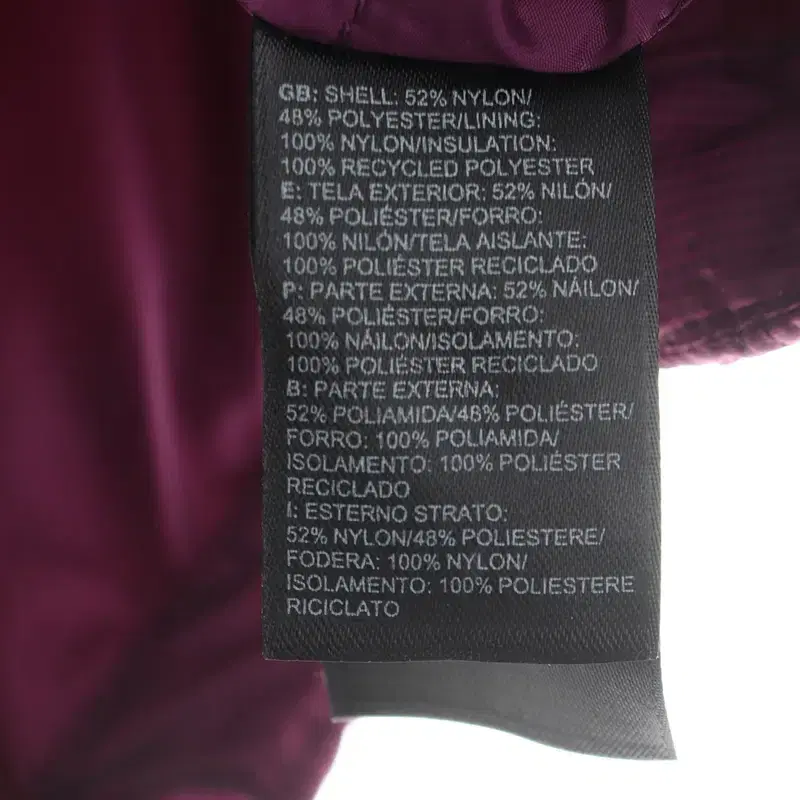 GB: SHELL: 52% NYLON/
48% POLYESTER/LINING:
100% NYLON/INSULATION:
100% RECYCLED POLYESTER
E: TELA EXTERIOR: 52% NILÓN/
48% POLIÉSTER/FORRO:
100% NILÓN/TELA AISLANTE:
100% POLIÉSTER RECICLADO
P: PARTE EXTERNA: 52% NÁILON/
48% POLIÉSTER/FORRO:
100% NÁILON/ISOLAMENTO:
100% POLIÉSTER RECICLADO
B: PARTE EXTERNA:
52% POLIAMIDA/48% POLIÉSTER/
FORRO: 100% POLIAMIDA/
ISOLAMENTO: 100% POLIÉSTER
RECICLADO
I: ESTERNO STRATO:
52% NYLON/48% POLIESTERE/
FODERA: 100% NYLON/
ISOLAMENTO: 100% POLIESTERE
RICICLATO